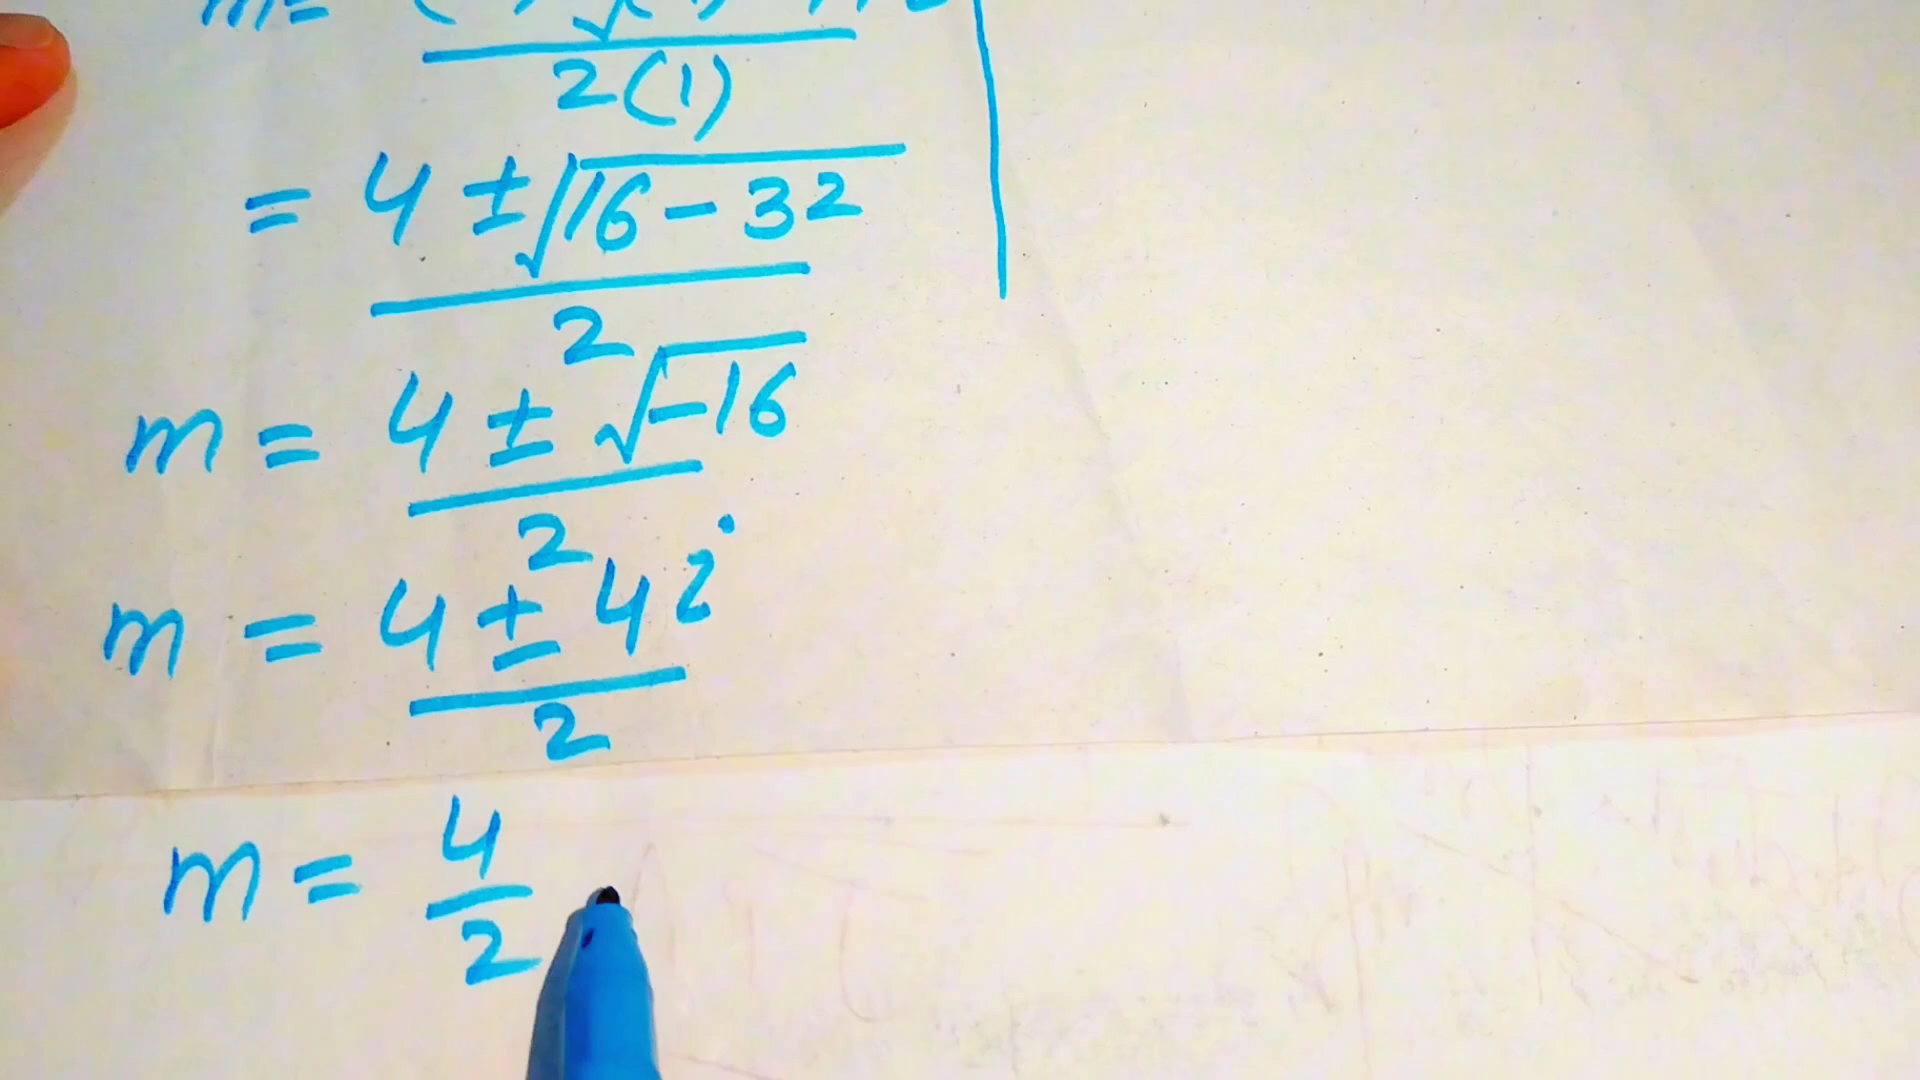 2(1)
= 4 ± √16 - 32
2
m = 4 ± √-16
2
m = 4 ± 4i
2
m = 4
2